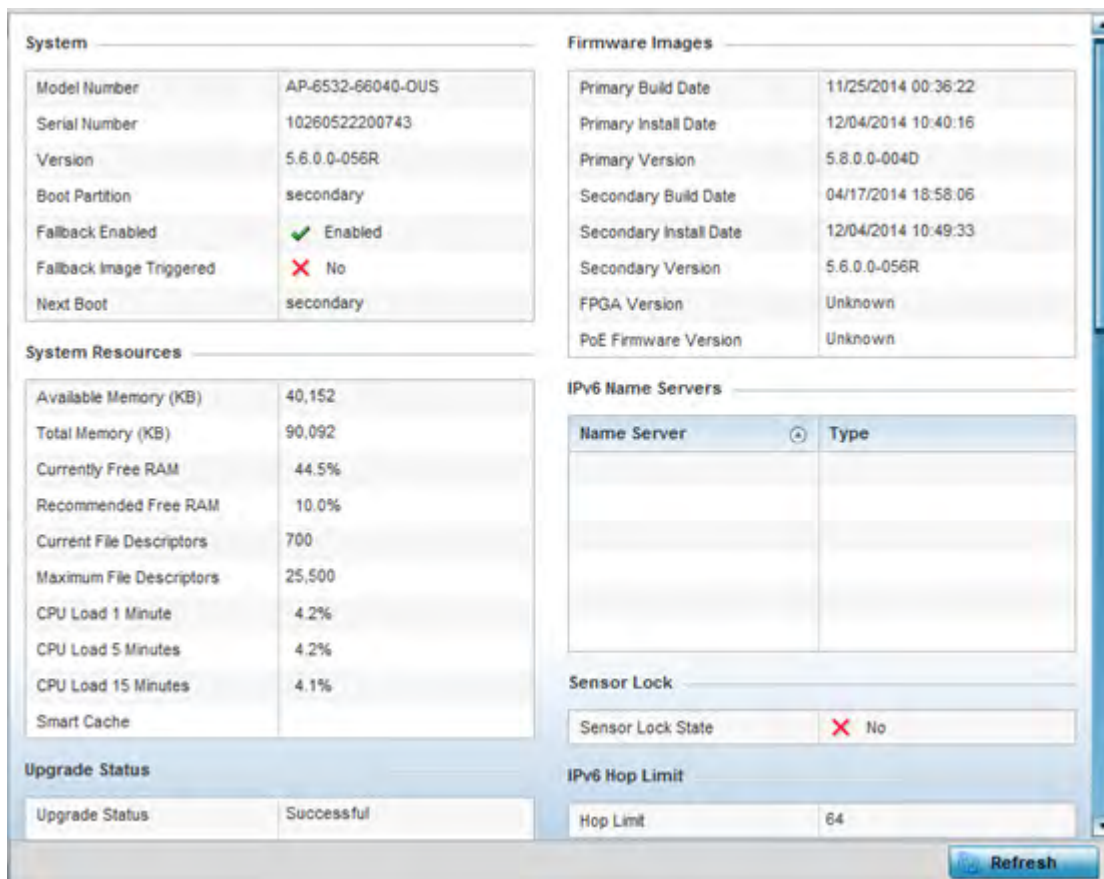 System
Model Number AP-6532-66040-OUS
Serial Number 10260522200743
Version 5.6.0.0-056R
Boot Partition secondary
Fallback Enabled Enabled
Fallback Image Triggered No
Next Boot secondary
System Resources
Available Memory (KB) 40,152
Total Memory (KB) 90,092
Currently Free RAM 44.5%
Recommended Free RAM 10.0%
Current File Descriptors 700
Maximum File Descriptors 25,500
CPU Load 1 Minute 4.2%
CPU Load 5 Minutes 4.2%
CPU Load 15 Minutes 4.1%
Smart Cache
Upgrade Status
Upgrade Status Successful
Firmware Images
Primary Build Date 11/25/2014 00:36:22
Primary Install Date 12/04/2014 10:40:16
Primary Version 5.8.0.0-004D
Secondary Build Date 04/17/2014 18:58:06
Secondary Install Date 12/04/2014 10:49:33
Secondary Version 5.6.0.0-056R
FPGA Version Unknown
PoE Firmware Version Unknown
IPv6 Name Servers
Name Server Type
Sensor Lock
Sensor Lock State No
IPv6 Hop Limit
Hop Limit 64
Refresh